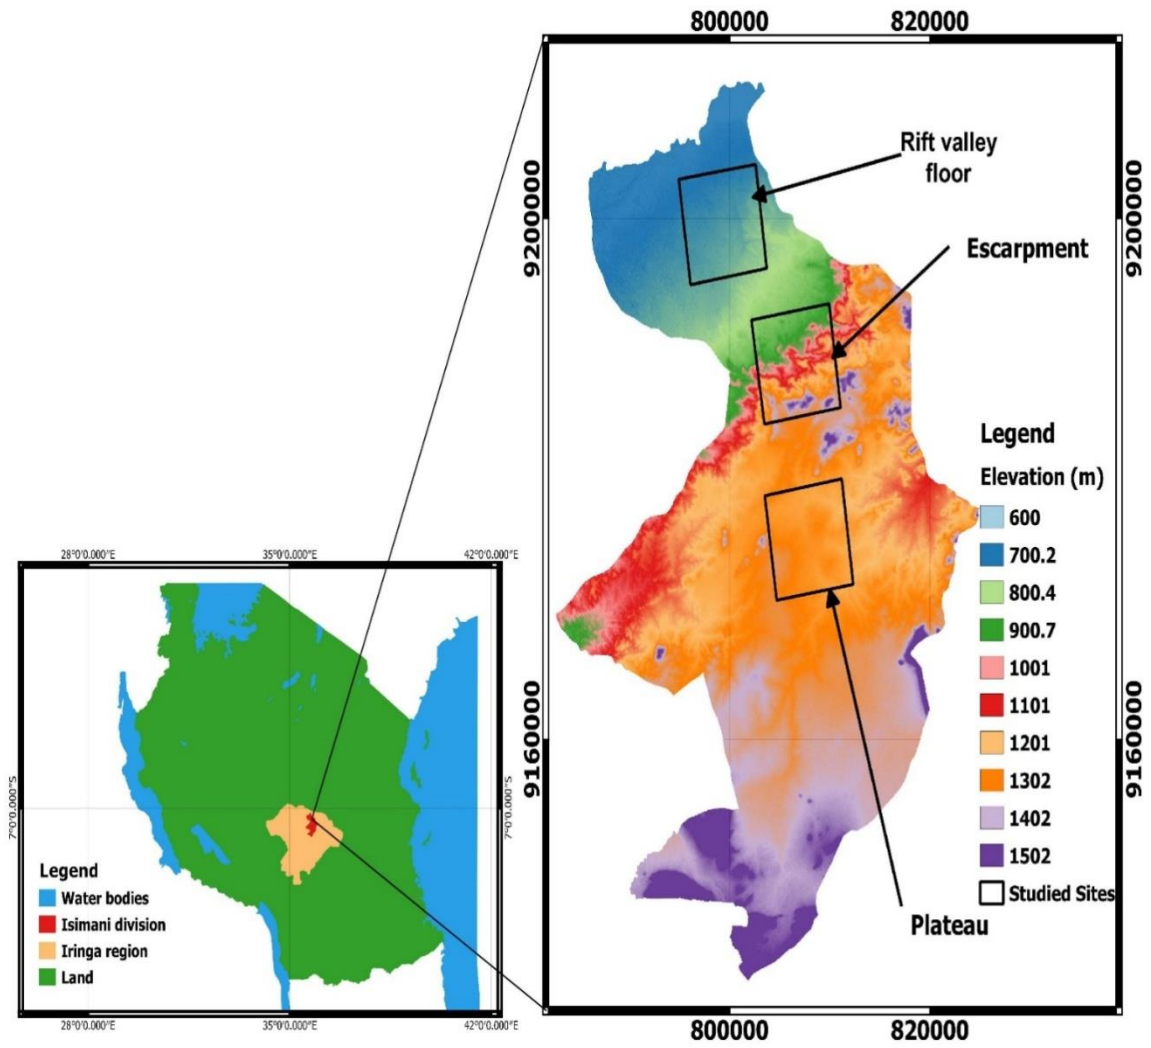 800000 820000
9200000
9200000
Rift valley
floor
Escarpment
Legend
Elevation (m)
600
700.2
800.4
900.7
1001
1101
1201
1302
1402
1502
Studied Sites
Plateau
9160000
9160000
800000 820000
28°0'0.000"E 35°0'0.000"E 42°0'0.000"E
7°0'0.000"S
7°0'0.000"S
Legend
Water bodies
Isimani division
Iringa region
Land
28°0'0.000"E 35°0'0.000"E 42°0'0.000"E